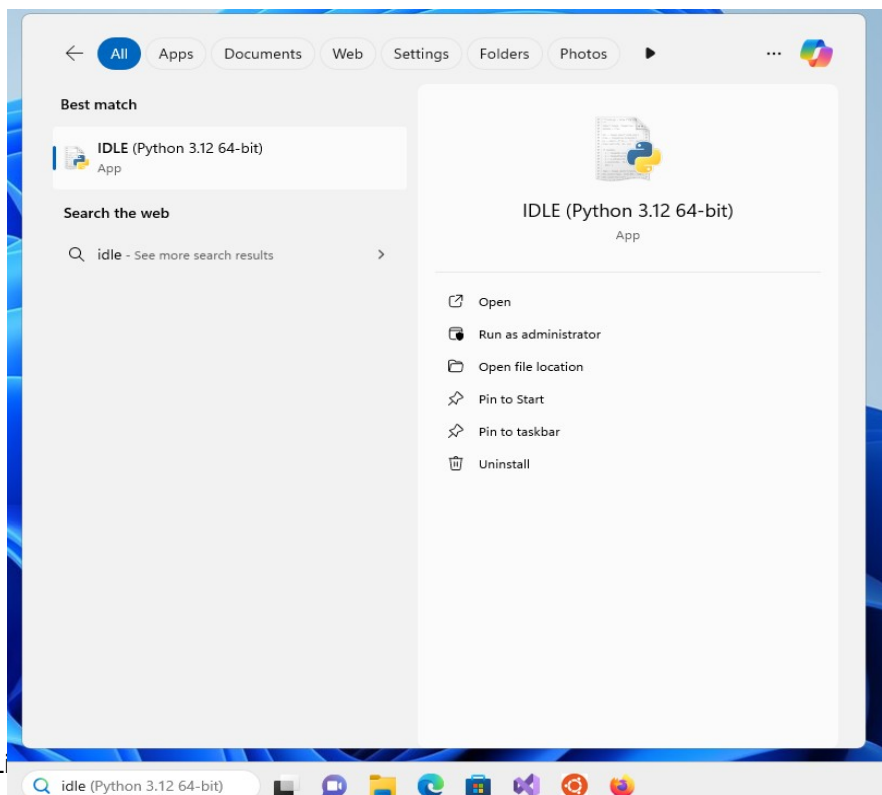 All Apps Documents Web Settings Folders Photos ...
Best match
IDLE (Python 3.12 64-bit)
App
Search the web
idle - See more search results
IDLE (Python 3.12 64-bit)
App
Open
Run as administrator
Open file location
Pin to Start
Pin to taskbar
Uninstall
idle (Python 3.12 64-bit)